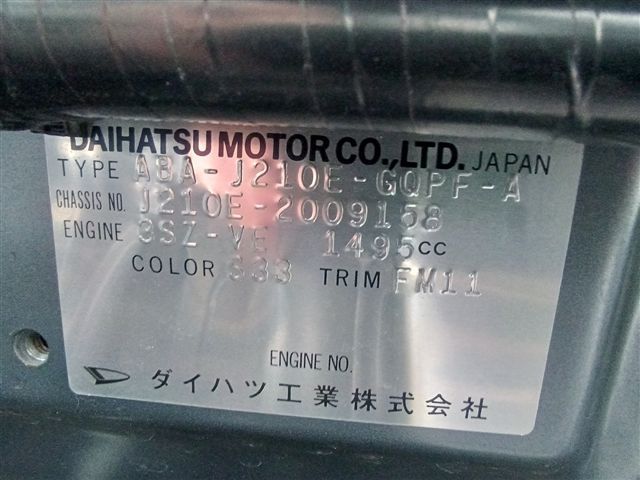 DAIHATSU MOTOR CO.,LTD. JAPAN
TYPE ABA-J210E-GQPF-A
CHASSIS NO. J210E-2009158
ENGINE 3SZ-VE 1495cc
COLOR S33 TRIM FM11
ENGINE NO.
ダイハツ工業株式会社